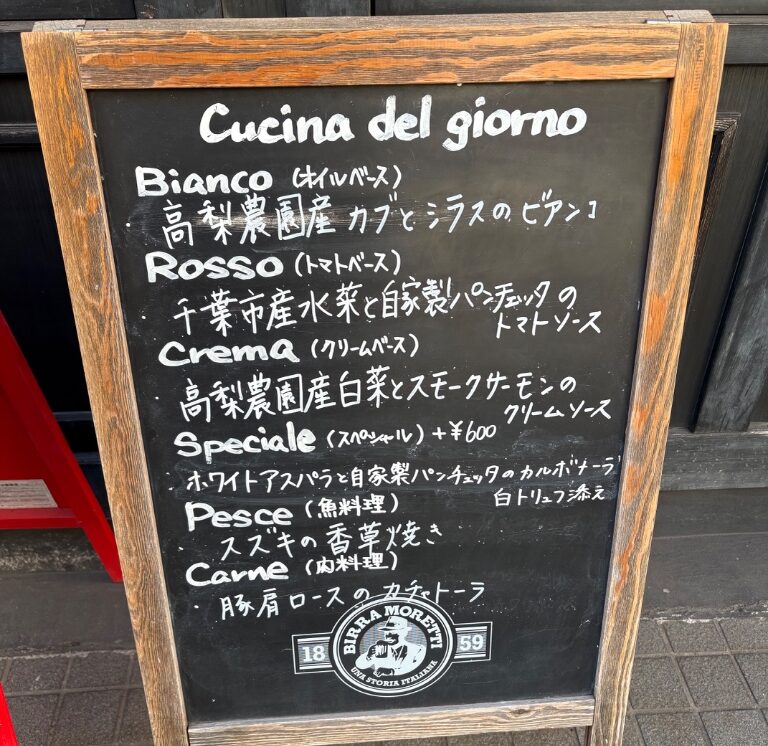 Cucina del giorno
Bianco (オイルベース)
・高梨農園産 カブとシラスのビアンコ
Rosso (トマトベース)
・千葉市産水菜と自家製パンチェッタの
トマトソース
Crema (クリームベース)
・高梨農園産白菜とスモークサーモンの
クリームソース
Speciale (スペシャル) +¥600
・ホワイトアスパラと自家製パンチェッタのカルボナーラ
白トリュフ添え
Pesce (魚料理)
・スズキの香草焼き
Carne (肉料理)
・豚肩ロースのカチャトーラ
BIRRA MORETTI
18 59
UNA STORIA ITALIANA